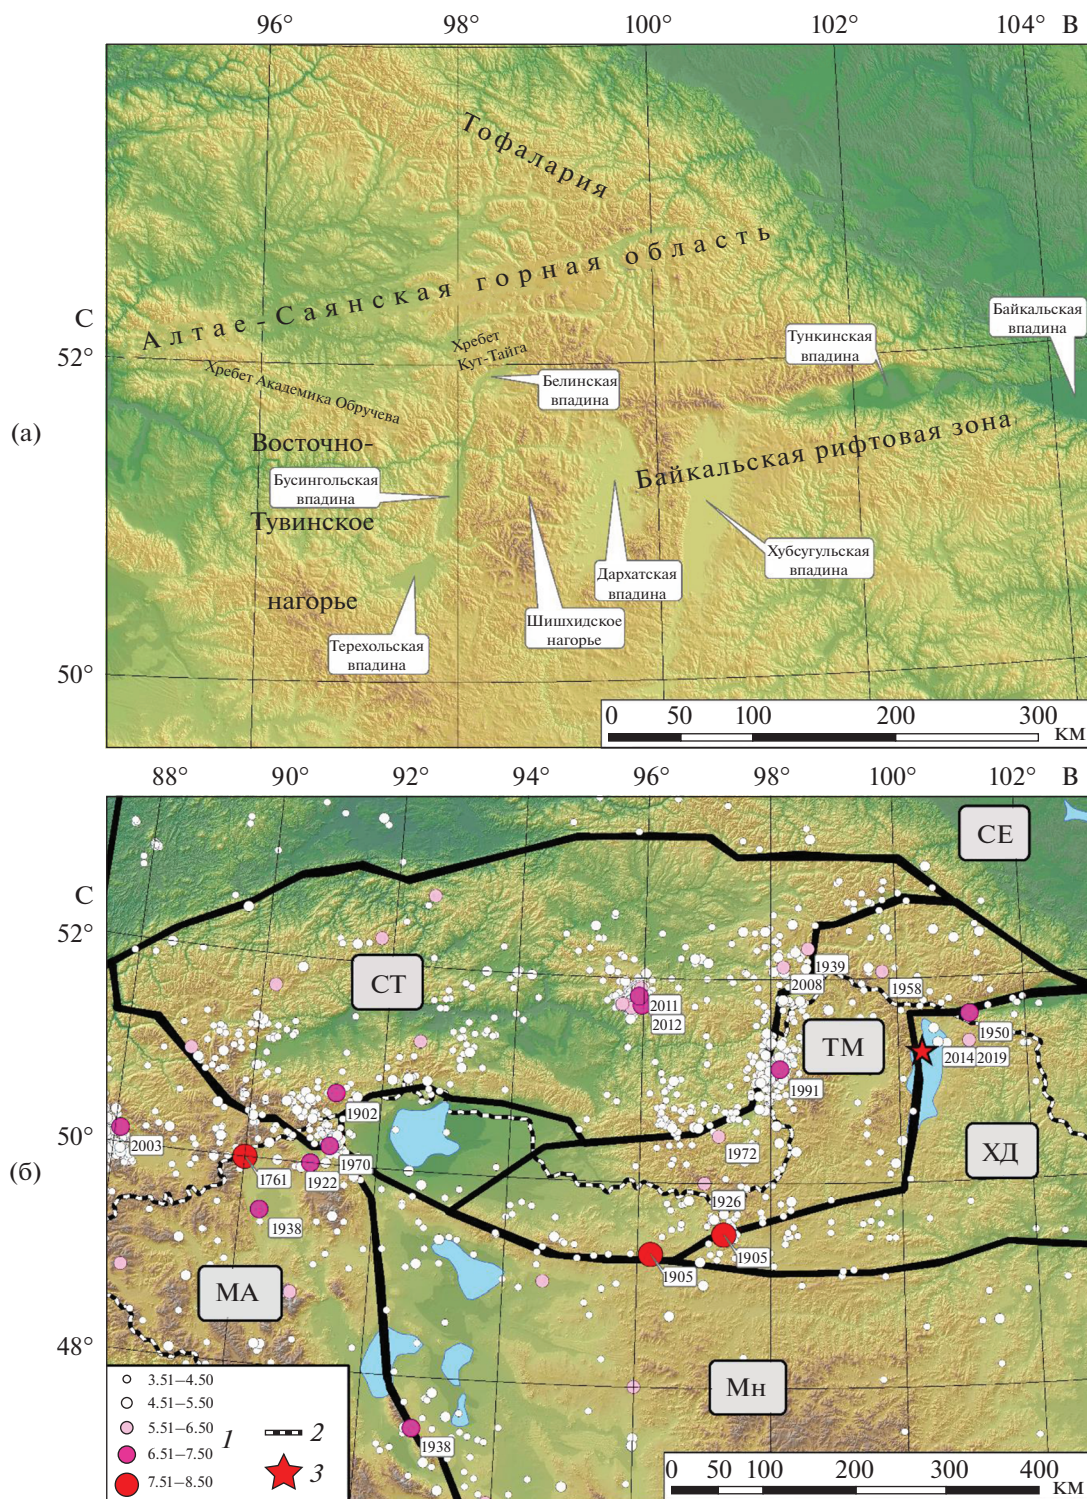 96°
98°
100°
102°
104°
В
Тофалария
Алтае-Саянская горная область
С
52°
Хребет
Кут-Тайга
Хребет Академика Обручева
Байкальская
впадина
Тункинская
впадина
Белинская
впадина
(а)
Восточно-
Тувинское
нагорье
Байкальская рифтовая зона
Бусингольская
впадина
Хубсугульская
впадина
Дархатская
впадина
Шишхидское
нагорье
Терехольская
впадина
50°
0 50 100 200 300
км
88°
90°
92°
94°
96°
98°
100°
102°
В
СЕ
С
52°
СТ
1939
2008
1958
2011
2012
1950
ТМ
2014
2019
1991
1902
50°
2003
1970
1972
ХД
(б)
1761
1922
1926
1938
1905
1905
МА
48°
Мн
1938
3.51–4.50
4.51–5.50
5.51–6.50
6.51–7.50
7.51–8.50
1
2
3
0 50 100 200 300 400
км